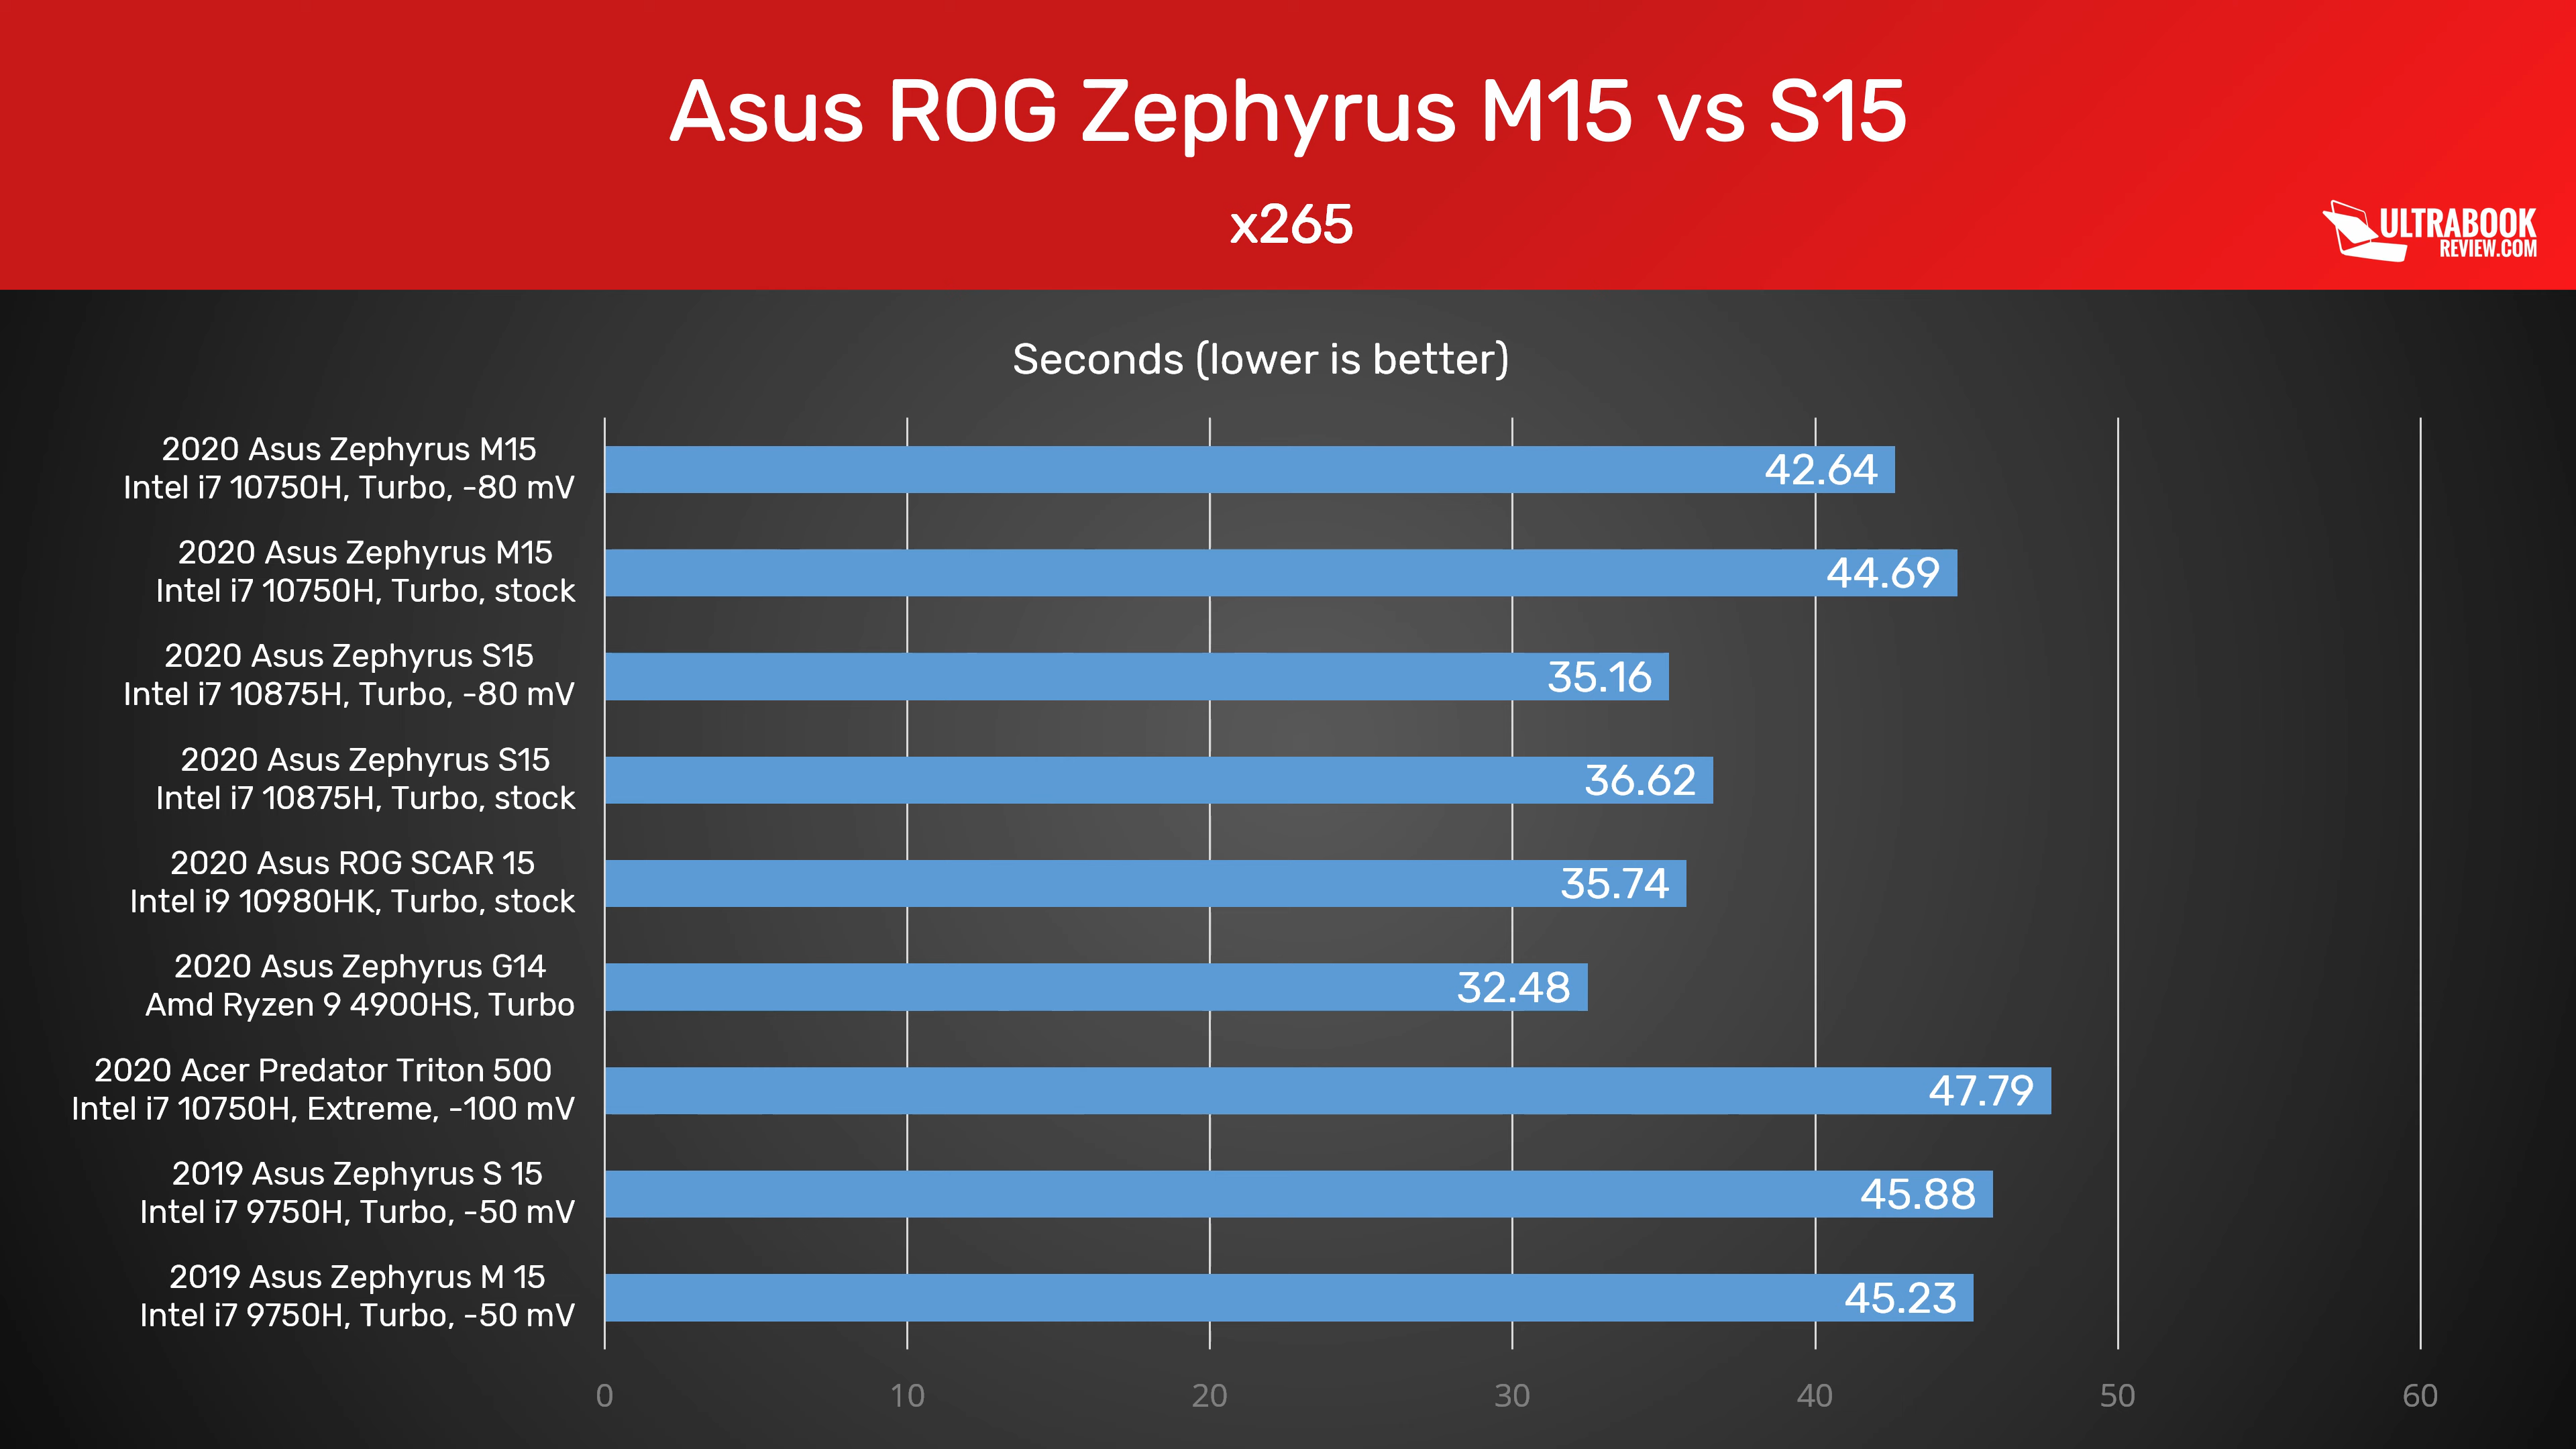 Asus ROG Zephyrus M15 vs S15
x265
ULTRABOOK
REVIEW.COM
Seconds (lower is better)
2020 Asus Zephyrus M15
Intel i7 10750H, Turbo, -80 mV
42.64
2020 Asus Zephyrus M15
Intel i7 10750H, Turbo, stock
44.69
2020 Asus Zephyrus S15
Intel i7 10875H, Turbo, -80 mV
35.16
2020 Asus Zephyrus S15
Intel i7 10875H, Turbo, stock
36.62
2020 Asus ROG SCAR 15
Intel i9 10980HK, Turbo, stock
35.74
2020 Asus Zephyrus G14
Amd Ryzen 9 4900HS, Turbo
32.48
2020 Acer Predator Triton 500
Intel i7 10750H, Extreme, -100 mV
47.79
2019 Asus Zephyrus S 15
Intel i7 9750H, Turbo, -50 mV
45.88
2019 Asus Zephyrus M 15
Intel i7 9750H, Turbo, -50 mV
45.23
0 10 20 30 40 50 60